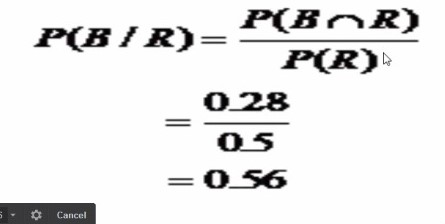 P(B / R) = P(B ∩ R)
P(R)
= 0.28
0.5
= 0.56
Cancel